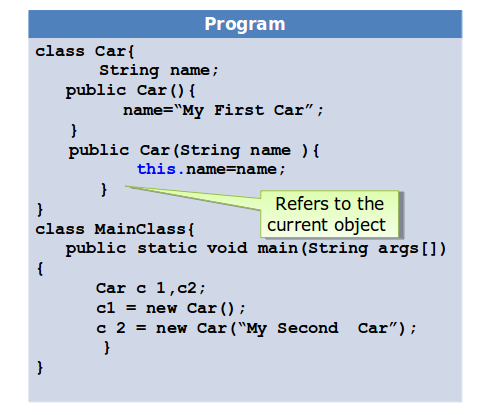 Program
class Car{
String name;
public Car(){
name=“My First Car”;
}
public Car(String name ){
this.name=name;
}
Refers to the
current object
}
class MainClass{
public static void main(String args[])
{
Car c 1,c2;
c1 = new Car();
c 2 = new Car(“My Second  Car”);
}
}